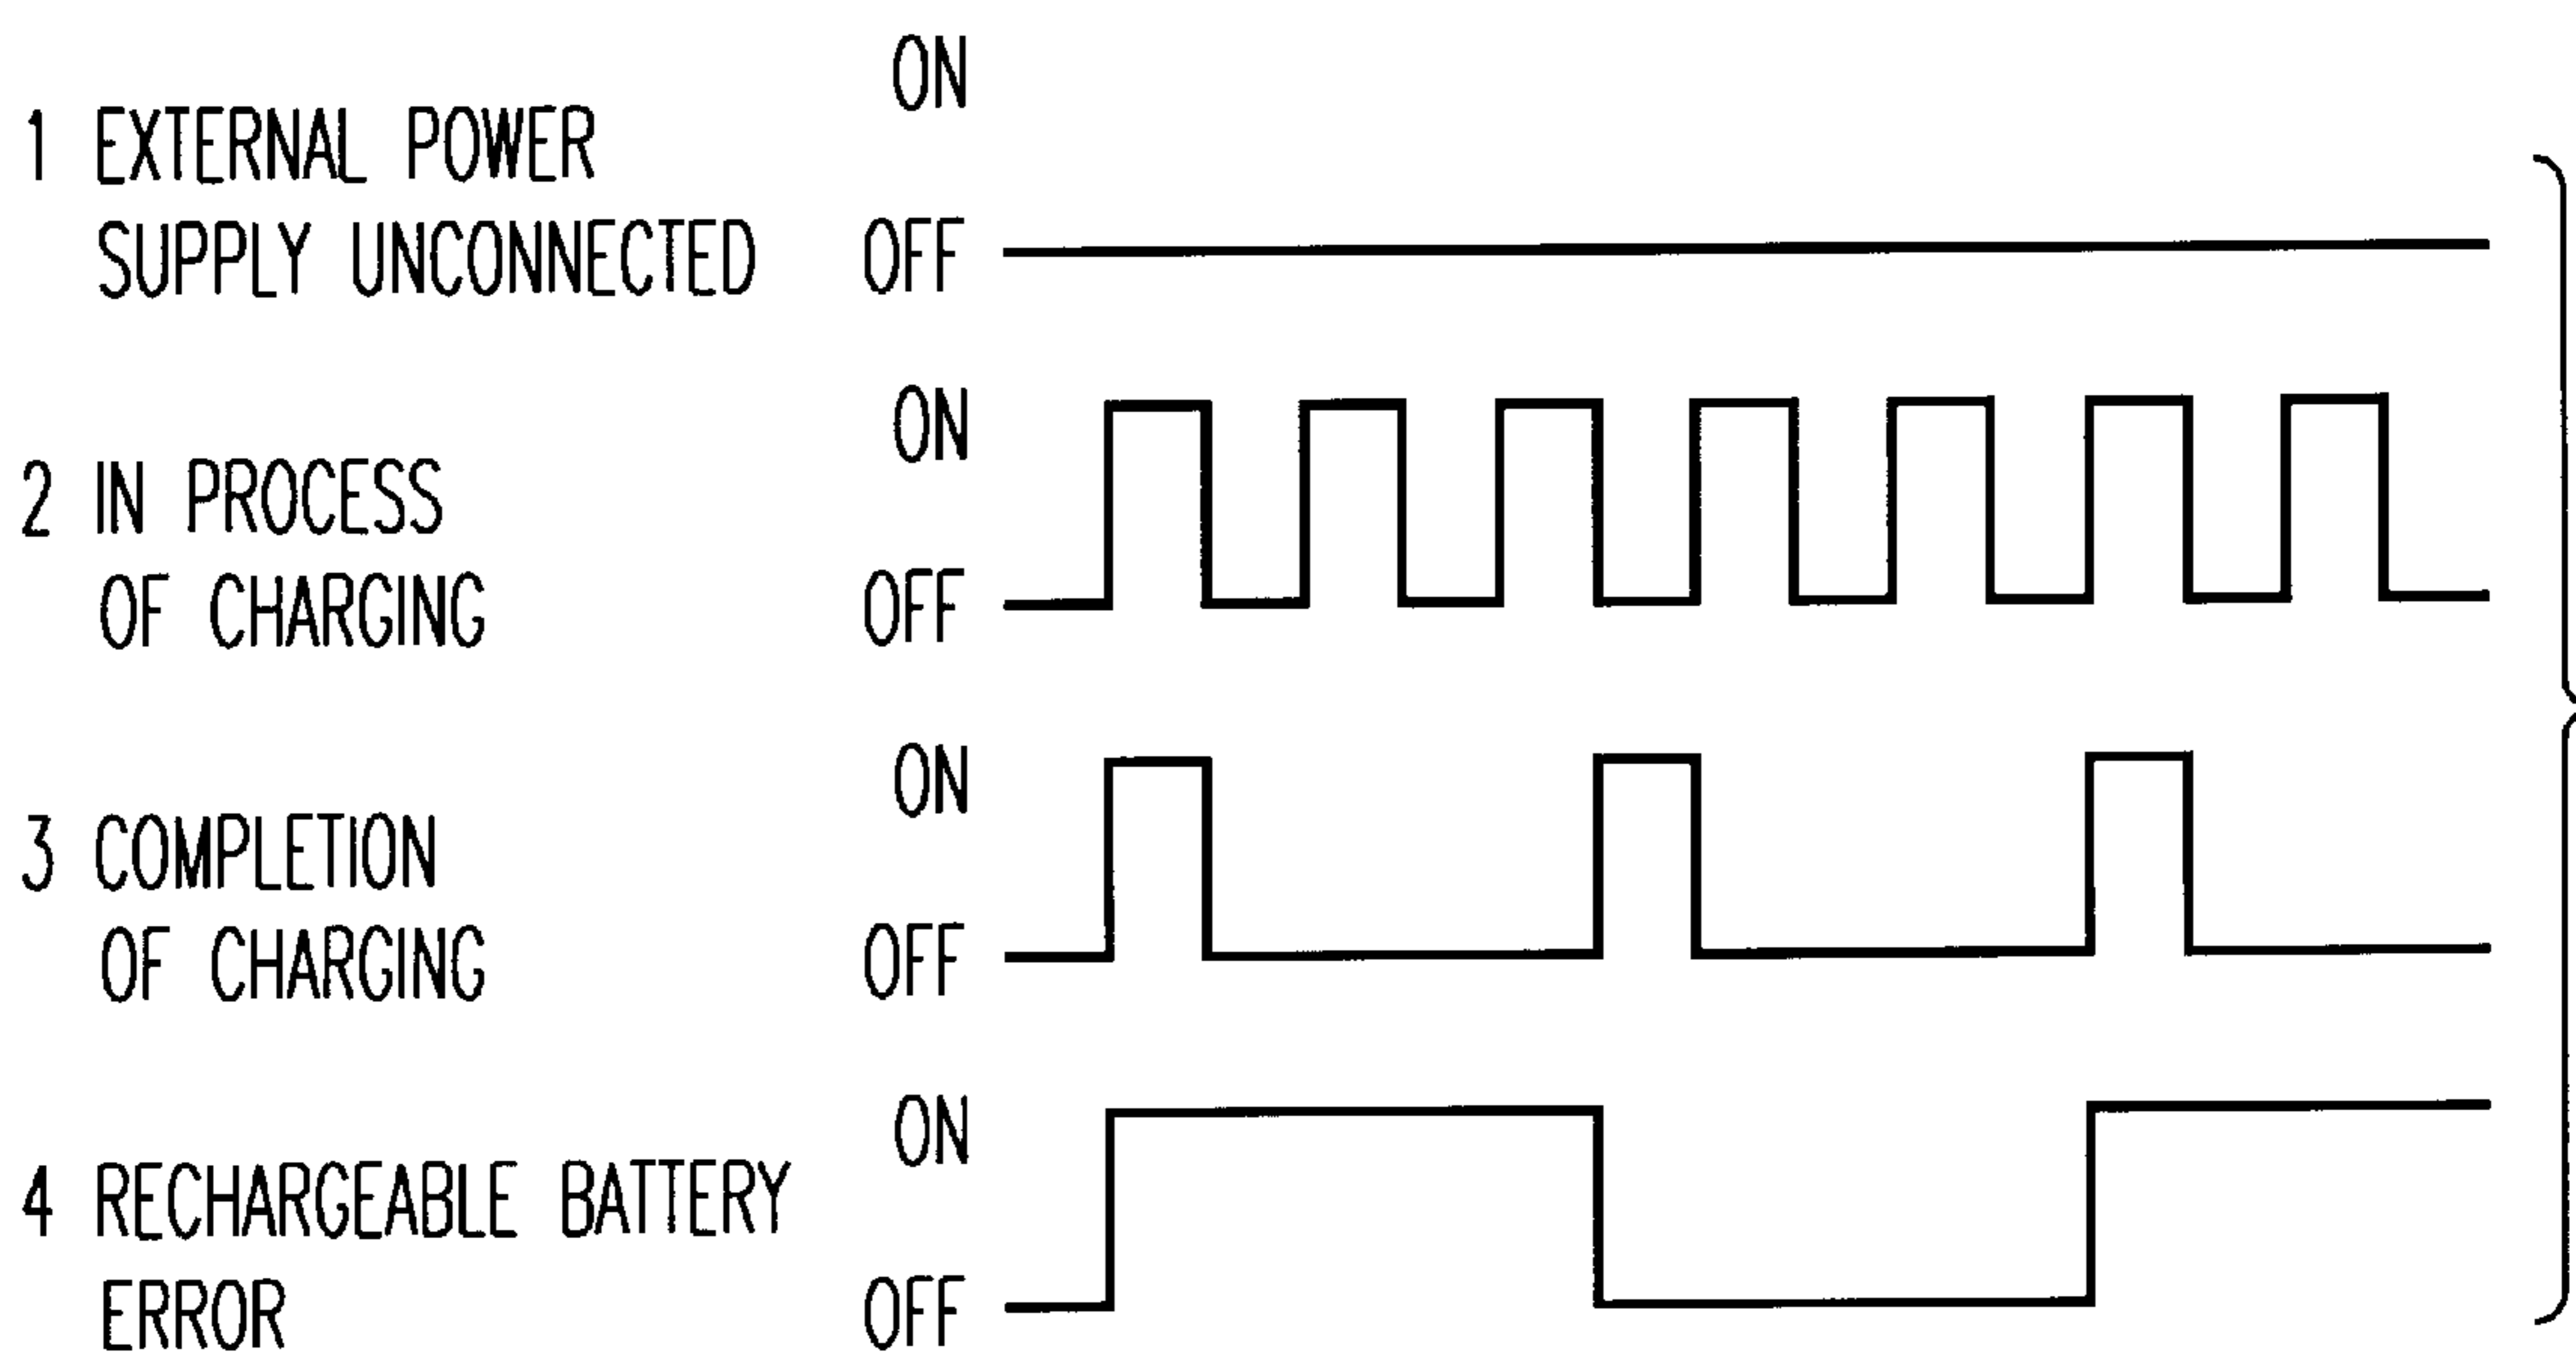 ON
1 EXTERNAL POWER
SUPPLY UNCONNECTED OFF
ON
2 IN PROCESS
OF CHARGING OFF
ON
3 COMPLETION
OF CHARGING OFF
ON
4 RECHARGEABLE BATTERY
ERROR OFF